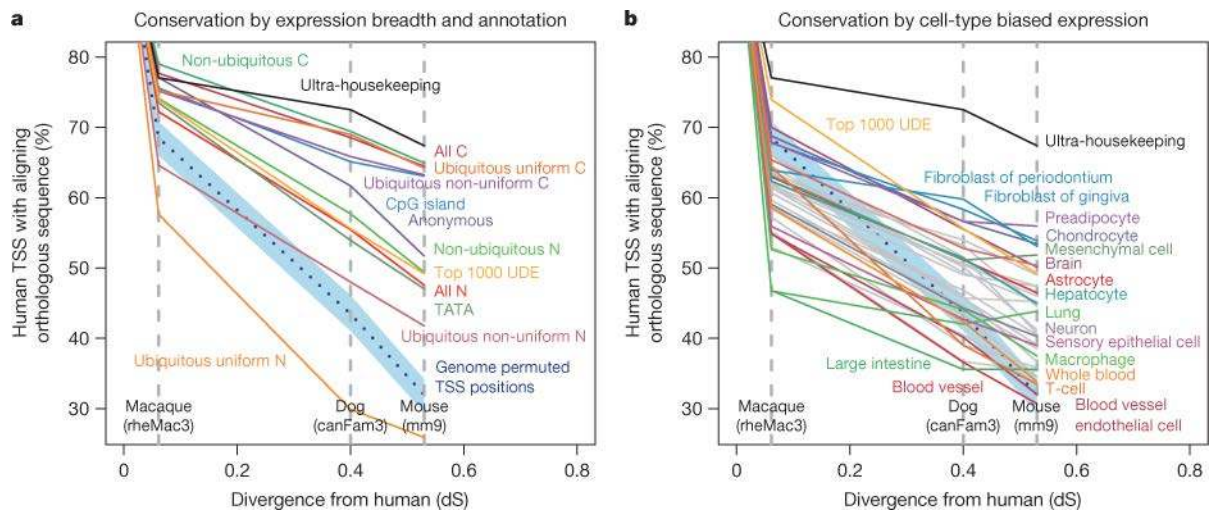 a
Conservation by expression breadth and annotation
Human TSS with aligning
orthologous sequence (%)
80
70
60
50
40
30
Non-ubiquitous C
Ultra-housekeeping
All C
Ubiquitous uniform C
Ubiquitous non-uniform C
CpG island
Anonymous
Non-ubiquitous N
Top 1000 UDE
All N
TATA
Ubiquitous non-uniform N
Ubiquitous uniform N
Genome permuted
TSS positions
Macaque
(rheMac3)
Dog
(canFam3)
Mouse
(mm9)
0
0.2
0.4
0.6
0.8
Divergence from human (dS)
b
Conservation by cell-type biased expression
Human TSS with aligning
orthologous sequence (%)
80
70
60
50
40
30
Top 1000 UDE
Ultra-housekeeping
Fibroblast of periodontium
Fibroblast of gingiva
Preadipocyte
Chondrocyte
Mesenchymal cell
Brain
Astrocyte
Hepatocyte
Lung
Neuron
Sensory epithelial cell
Macrophage
Large intestine
Whole blood
T-cell
Blood vessel
Blood vessel
endothelial cell
Macaque
(rheMac3)
Dog
(canFam3)
Mouse
(mm9)
0
0.2
0.4
0.6
0.8
Divergence from human (dS)